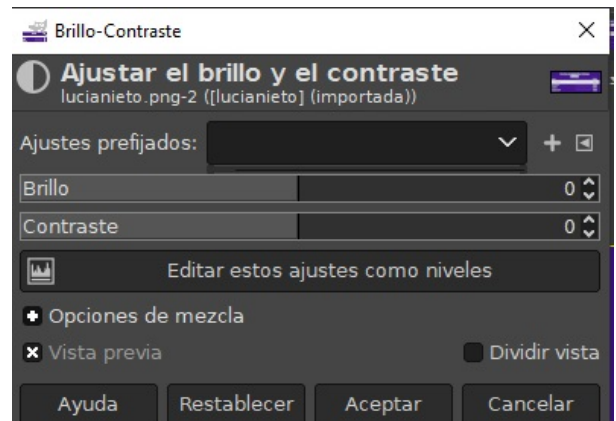 Brillo-Contraste
Ajustar el brillo y el contraste
lucianieto.png-2 ([lucianieto] (importada))
Ajustes prefijados:
Brillo 0
Contraste 0
Editar estos ajustes como niveles
Opciones de mezcla
Vista previa Dividir vista
Ayuda Restablecer Aceptar Cancelar